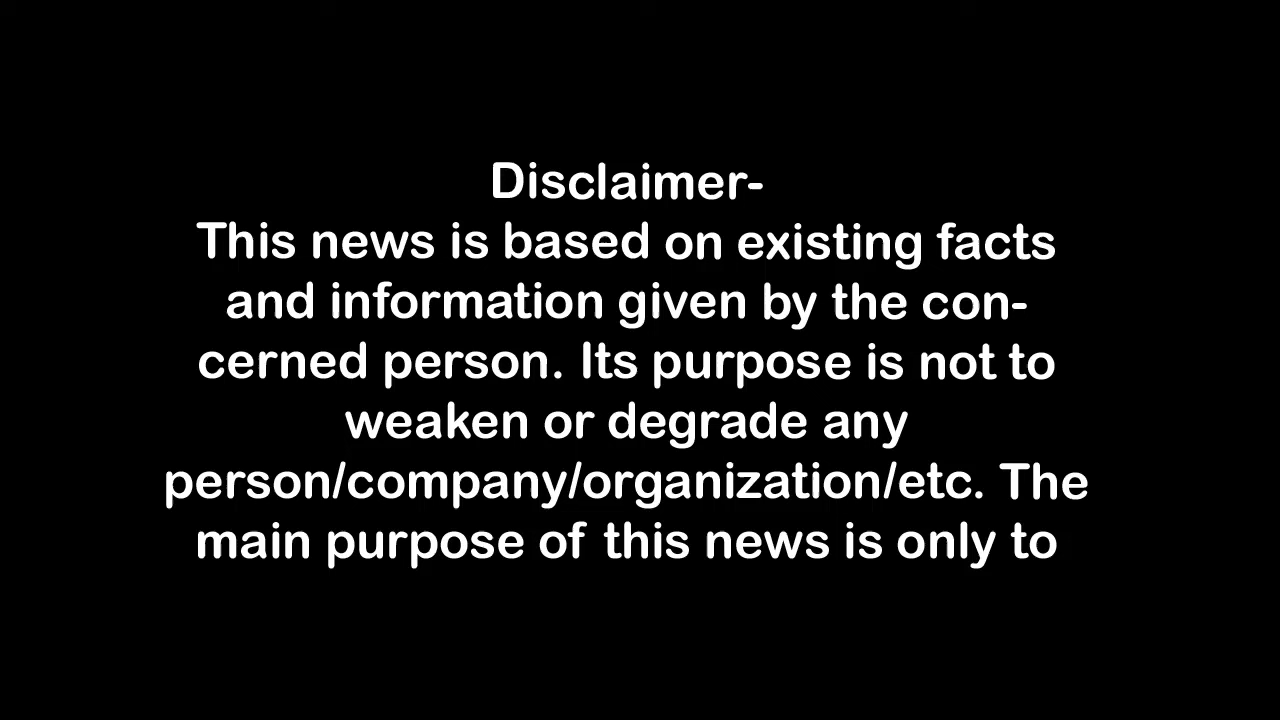 Disclaimer-
This news is based on existing facts
and information given by the con-
cerned person. Its purpose is not to
weaken or degrade any
person/company/organization/etc. The
main purpose of this news is only to